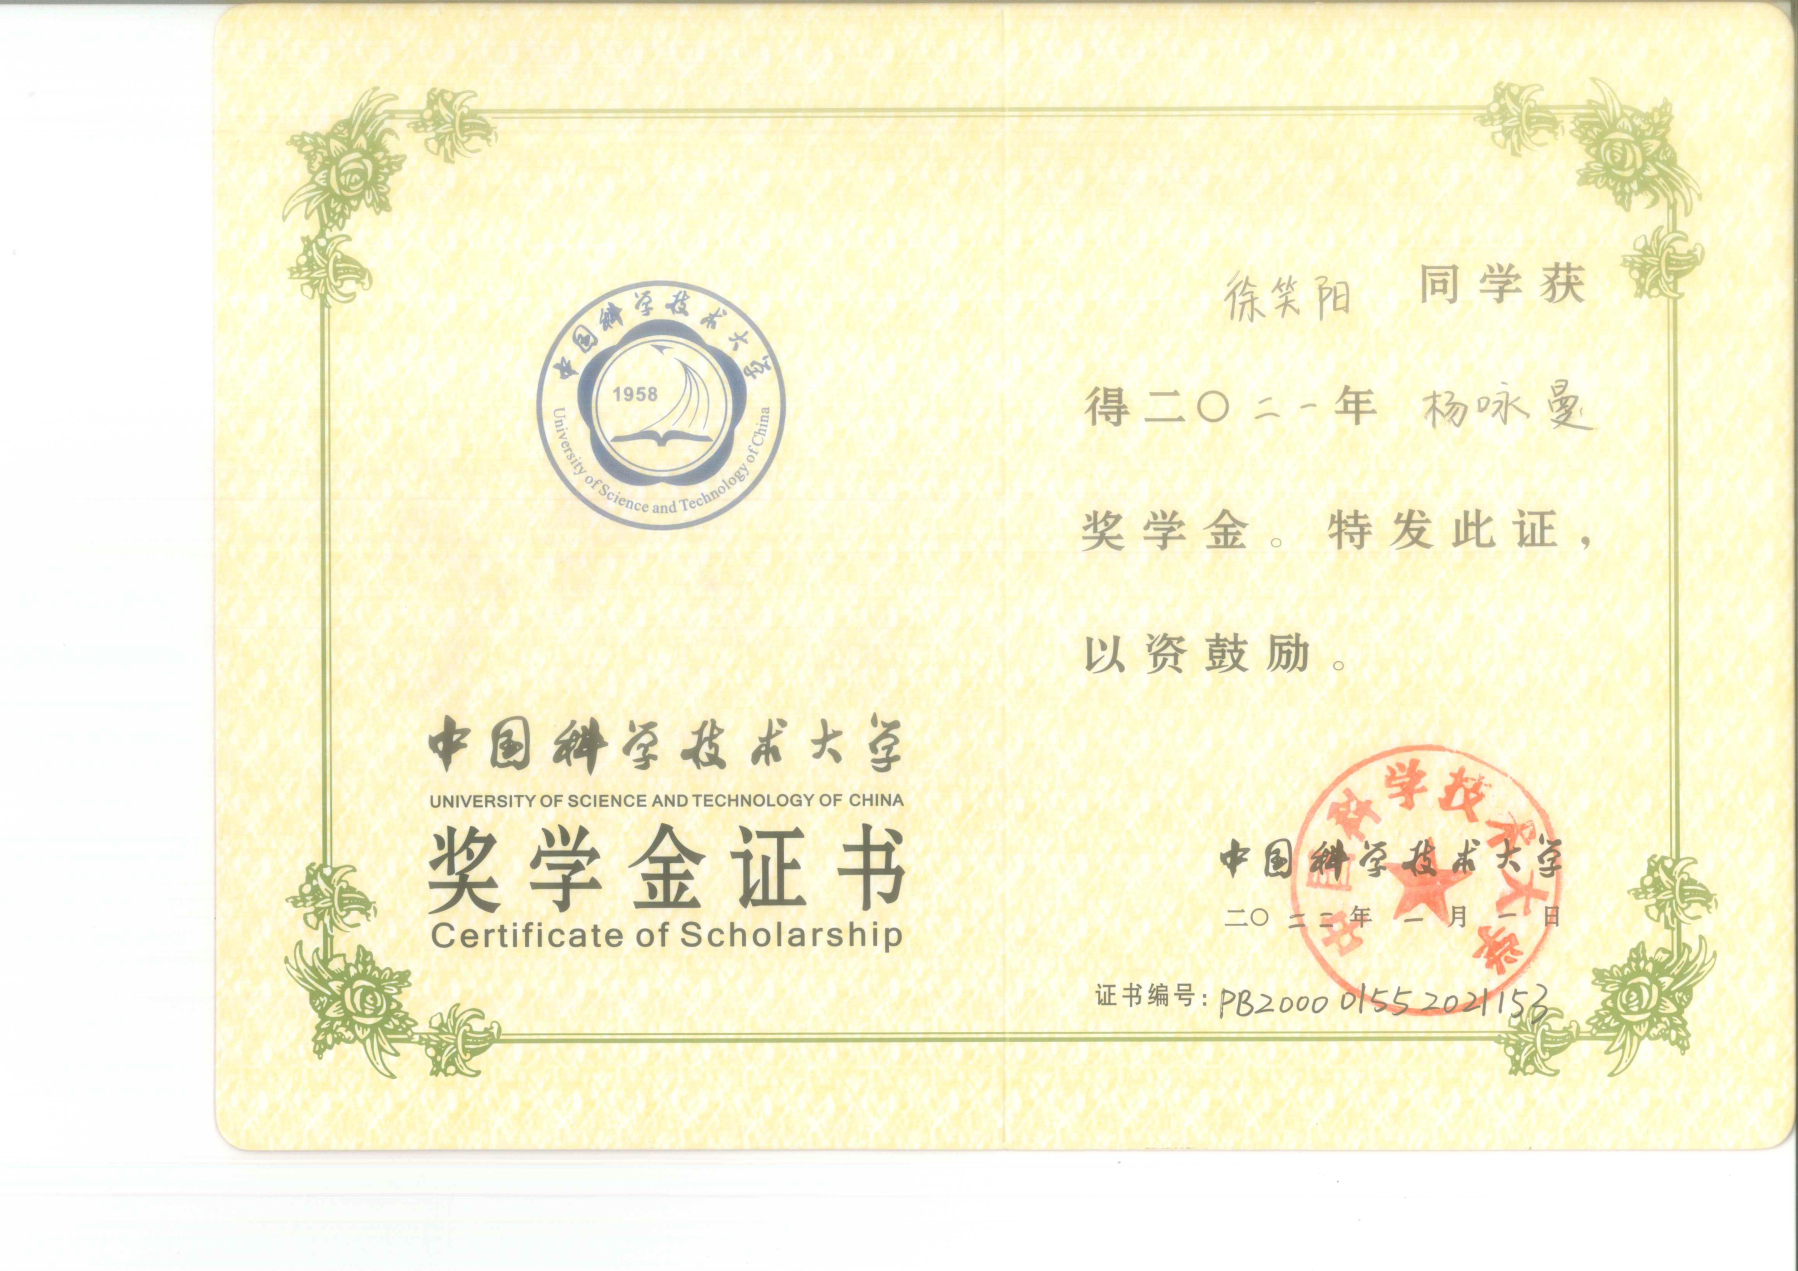 中国科学技术大学
1958
University of Science and Technology of China
中国科学技术大学
UNIVERSITY OF SCIENCE AND TECHNOLOGY OF CHINA
奖学金证书
Certificate of Scholarship
徐笑阳 同学获
得二〇二一年 杨咏曼
奖学金。特发此证，
以资鼓励。
中国科学技术大学
二〇二二年一月一日
中国科学技术大学
证书编号：PB2000 0155 2021153